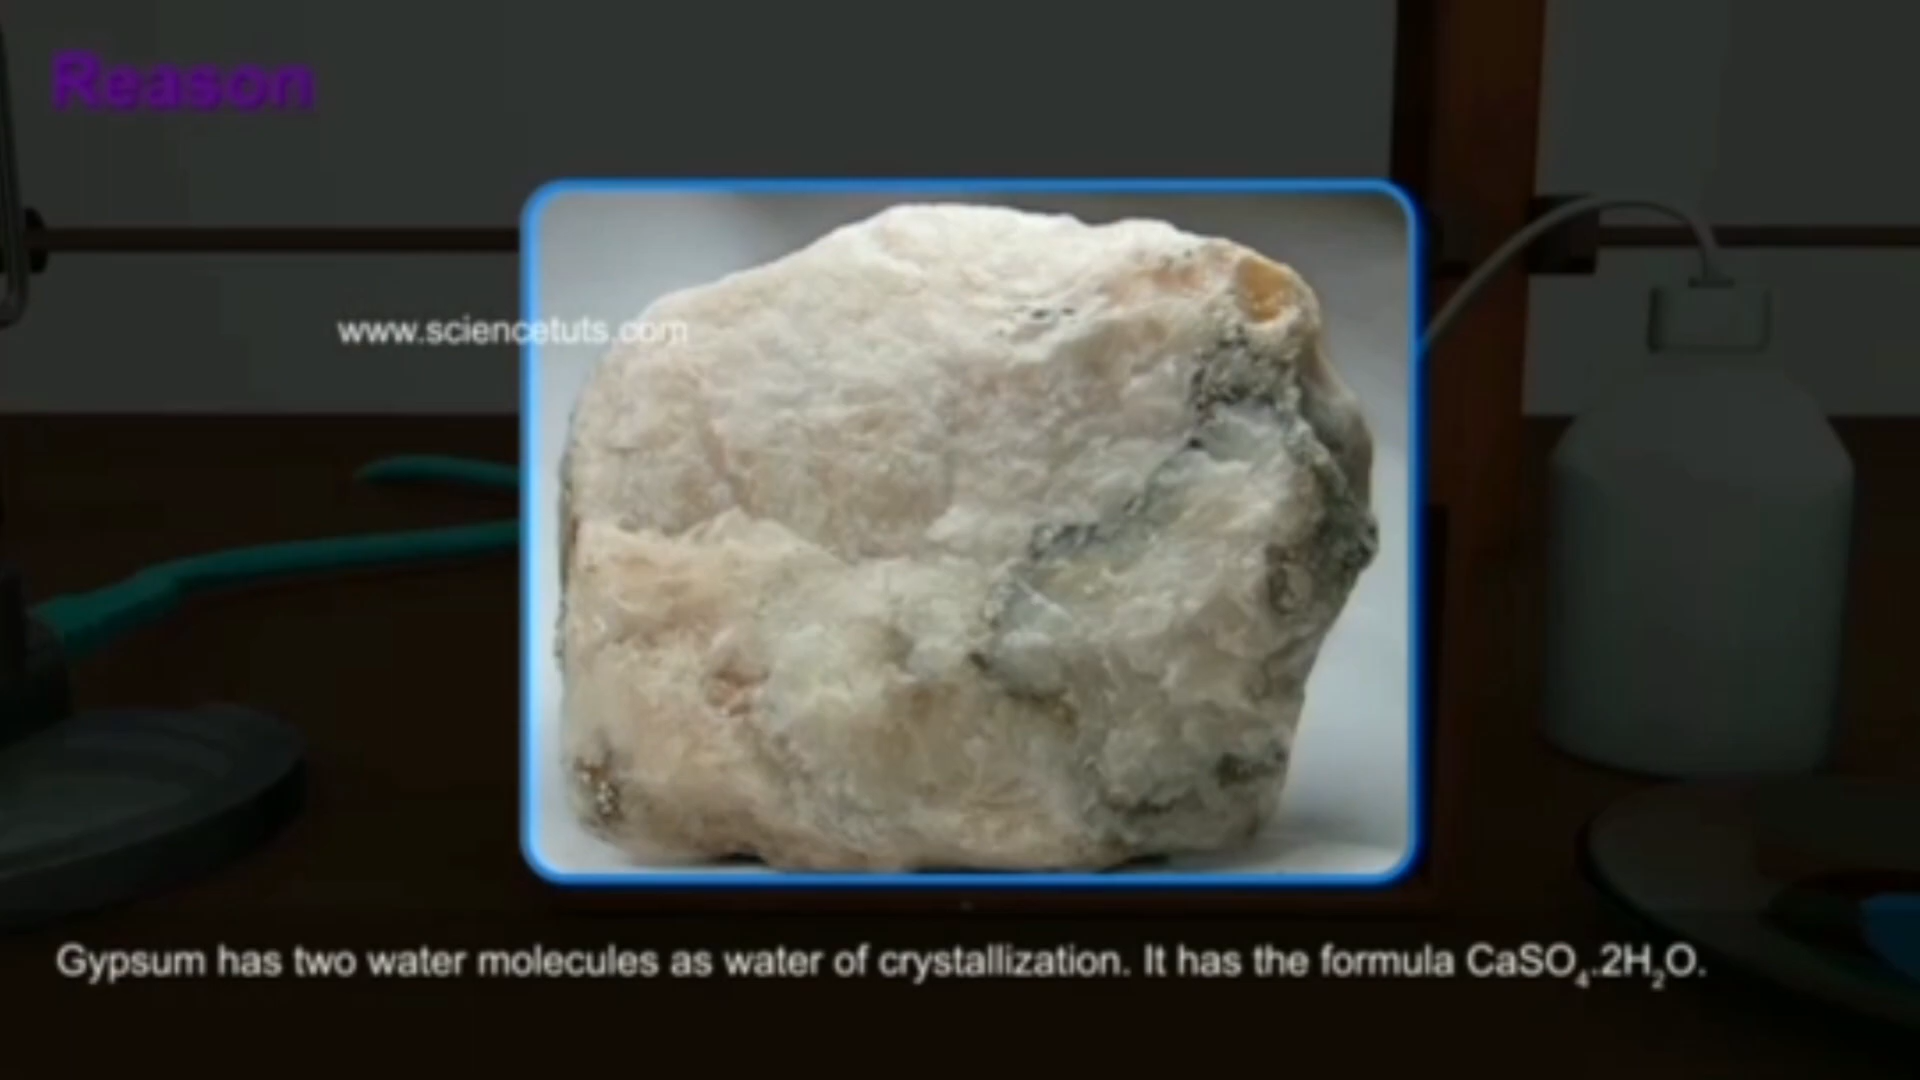 Reason
www.sciencetuts.com
Gypsum has two water molecules as water of crystallization. It has the formula CaSO₄.2H₂O.